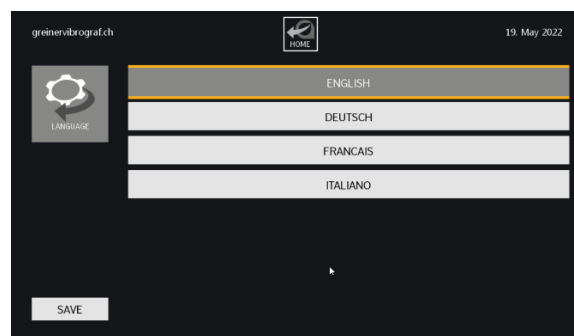 greinervibrograf.ch
HOME
19. May 2022
LANGUAGE
ENGLISH
DEUTSCH
FRANCAIS
ITALIANO
SAVE